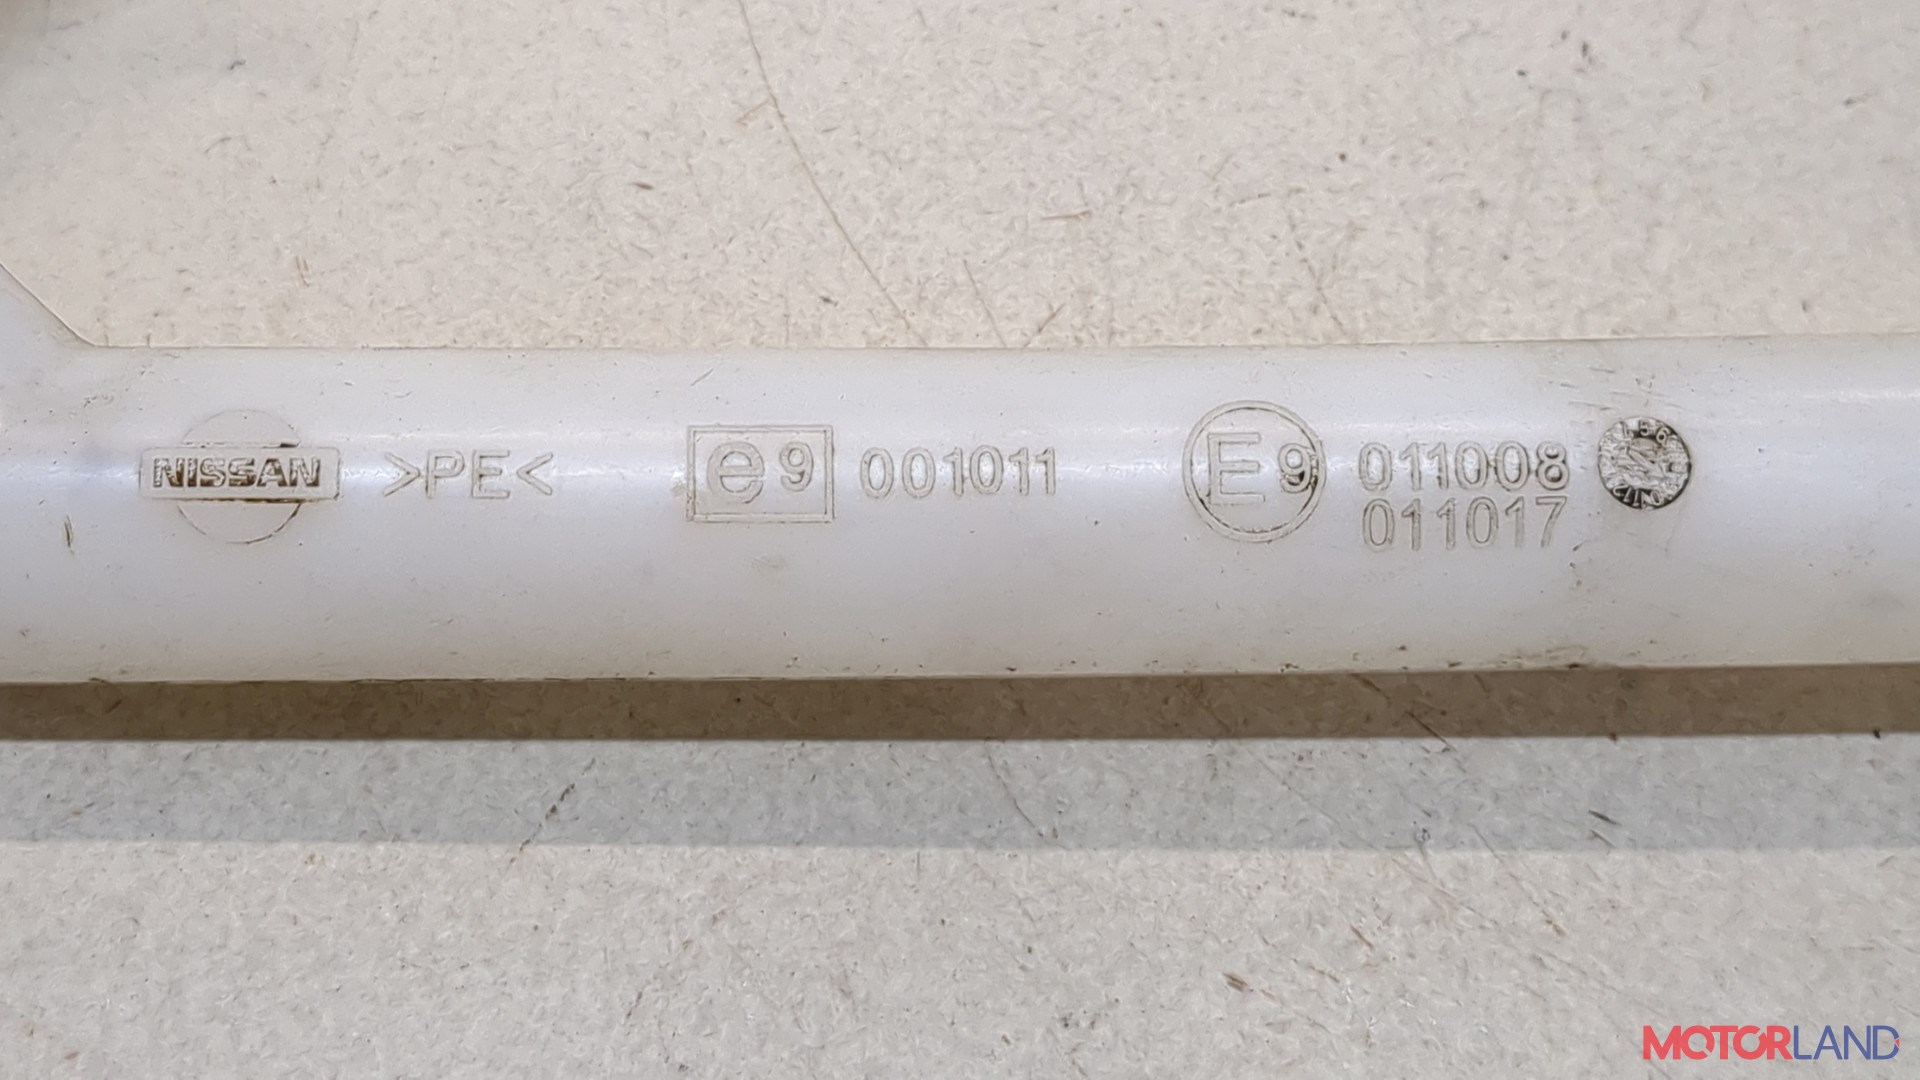 NISSAN >PE< e9 001011 E9 011008
011017
MOTORLAND